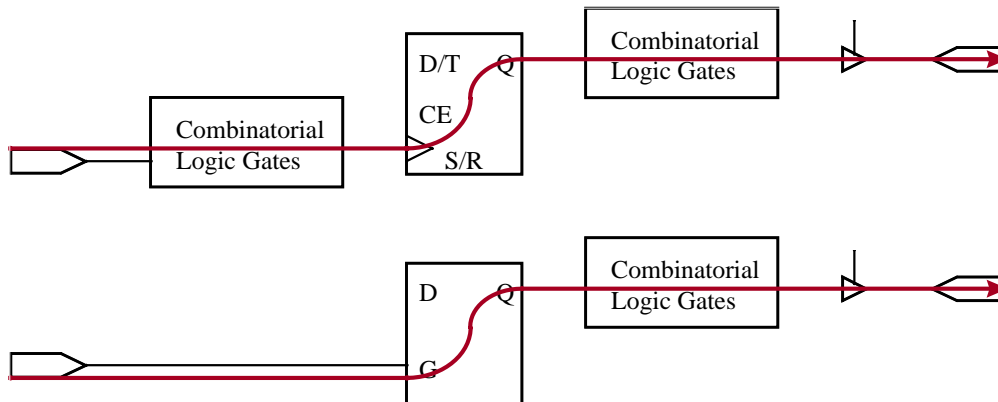 D/T
Q
CE
S/R
Combinatorial
Logic Gates
Combinatorial
Logic Gates
D
Q
G
Combinatorial
Logic Gates